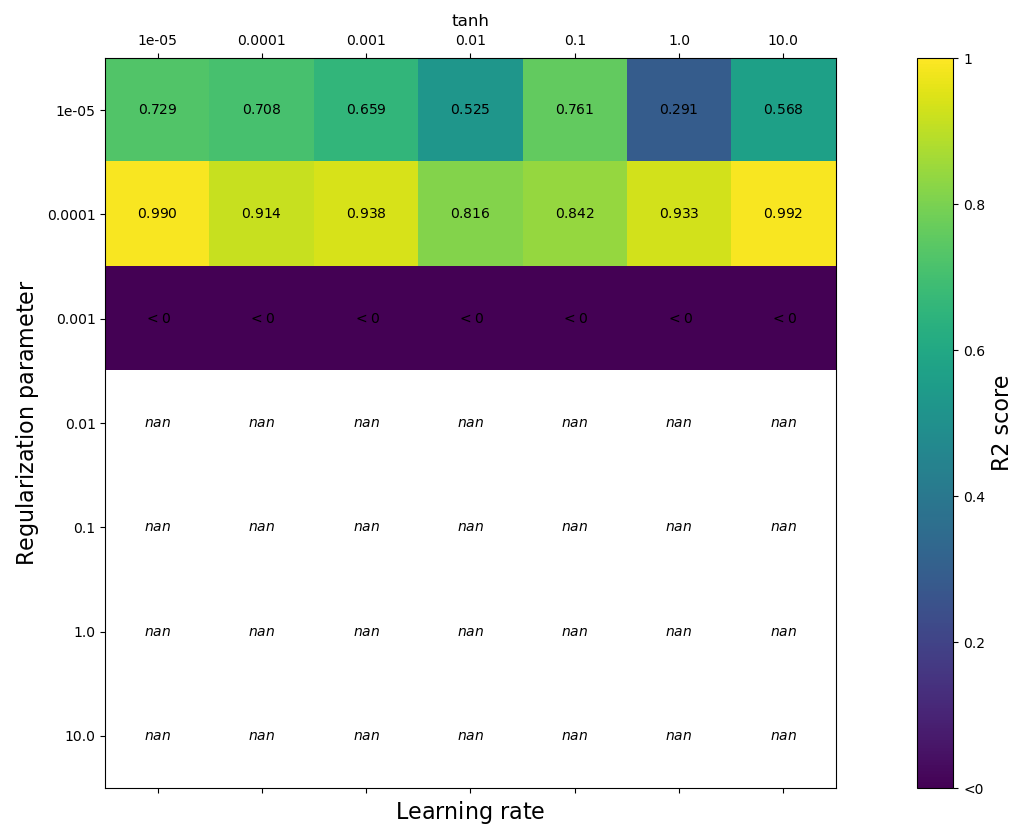 tanh
1e-05 0.0001 0.001 0.01 0.1 1.0 10.0
1e-05 0.729 0.708 0.659 0.525 0.761 0.291 0.568
0.0001 0.990 0.914 0.938 0.816 0.842 0.933 0.992
0.001 < 0 < 0 < 0 < 0 < 0 < 0 < 0
0.01 nan nan nan nan nan nan nan
0.1 nan nan nan nan nan nan nan
1.0 nan nan nan nan nan nan nan
10.0 nan nan nan nan nan nan nan
Regularization parameter
Learning rate
1
0.8
0.6
0.4
0.2
<0
R2 score